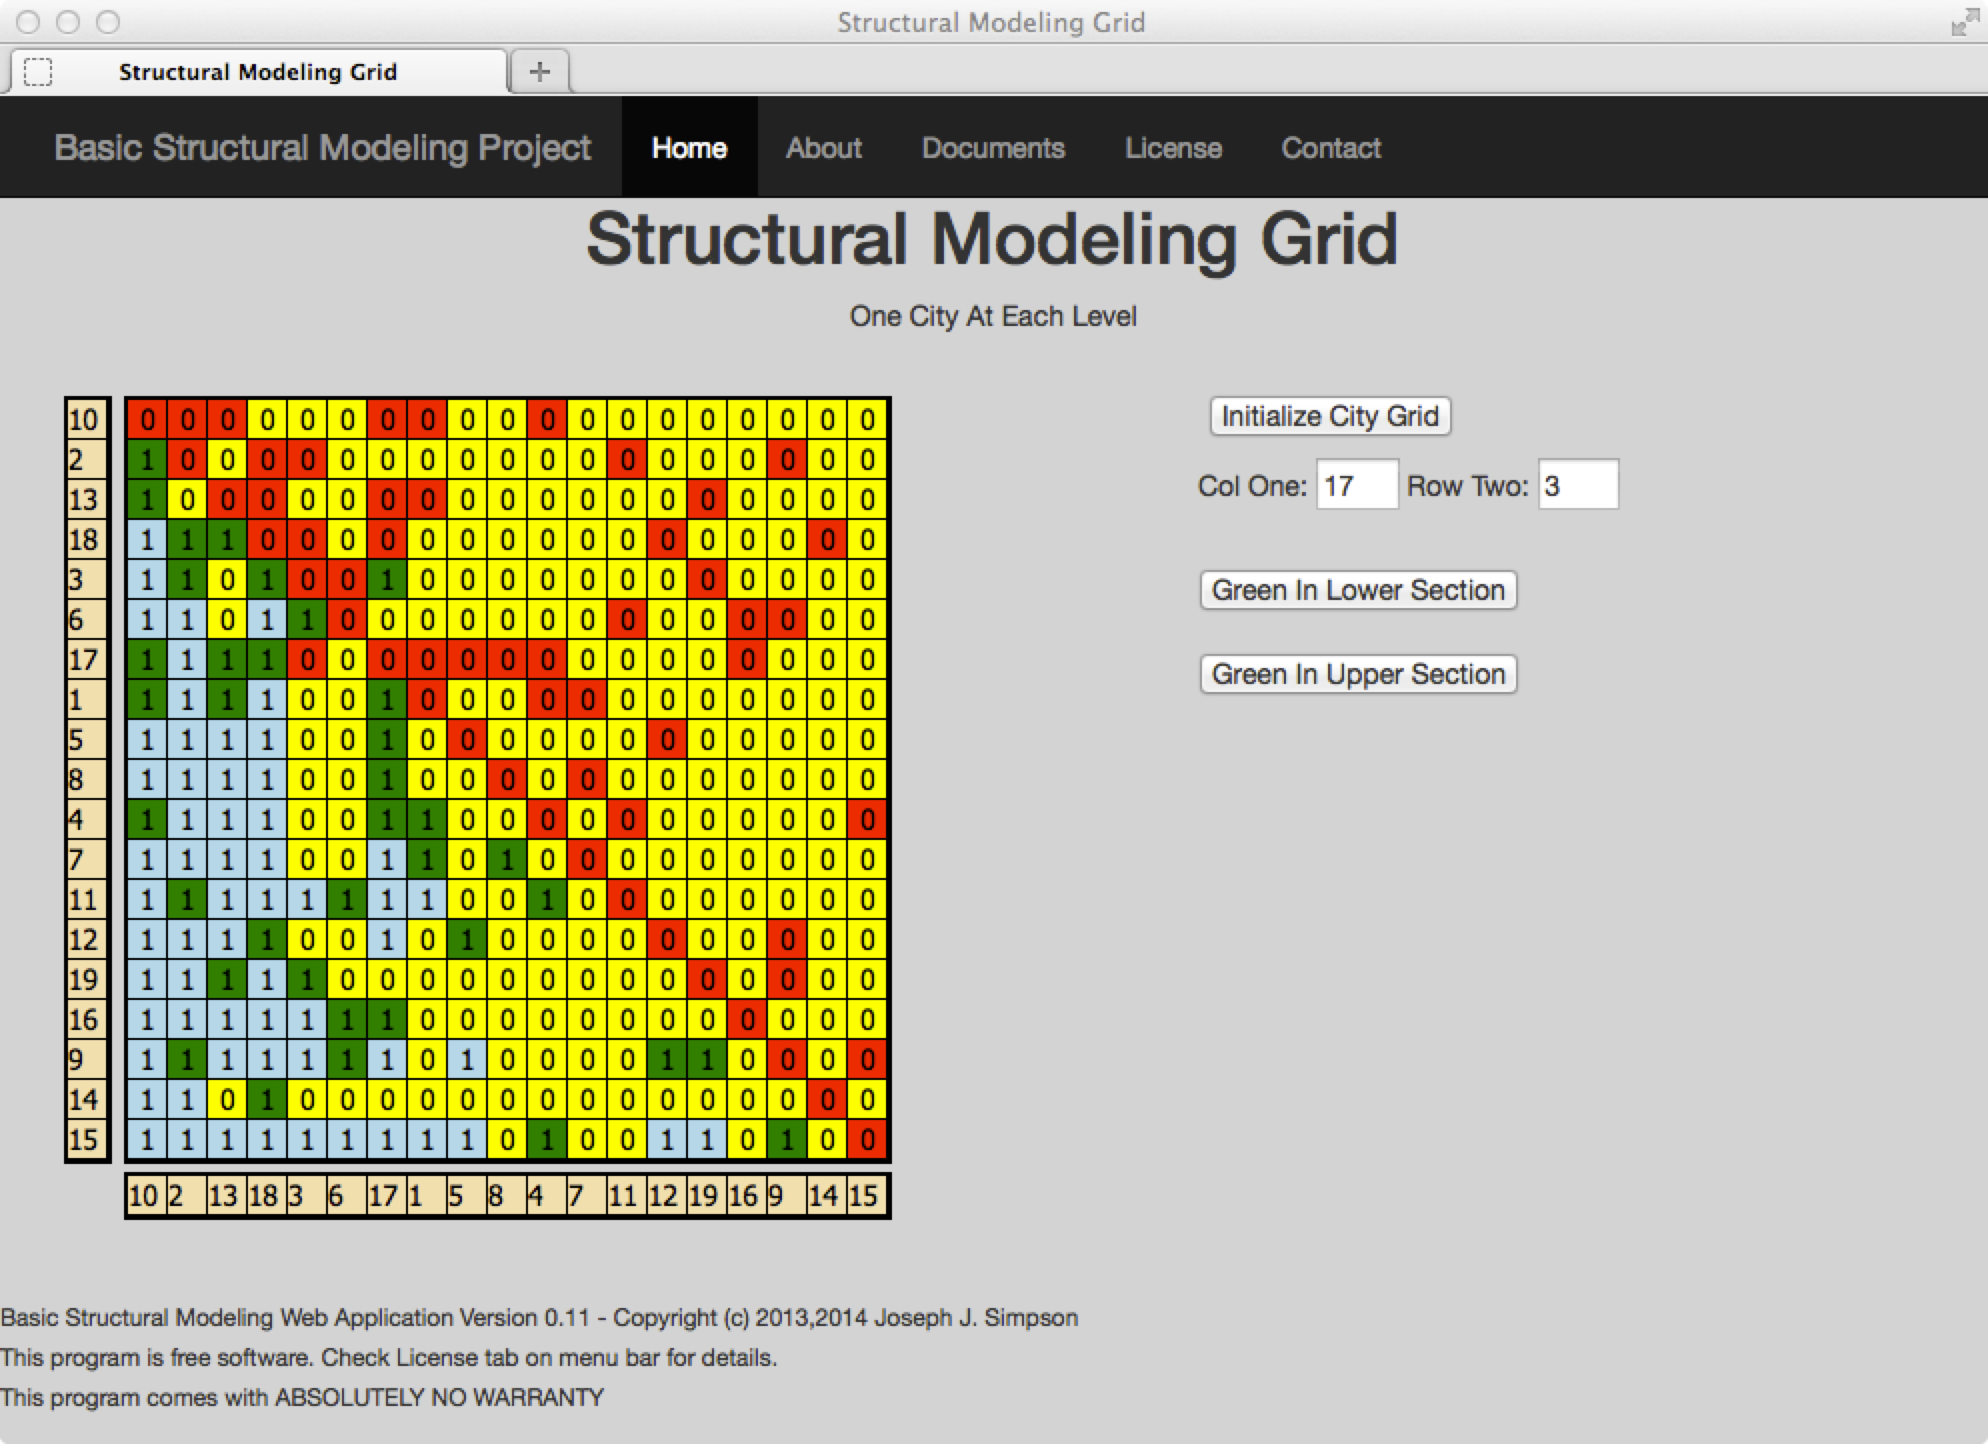 Structural Modeling Grid
Structural Modeling Grid +
Basic Structural Modeling Project Home About Documents License Contact
Structural Modeling Grid
One City At Each Level
Initialize City Grid
Col One: 17 Row Two: 3
Green In Lower Section
Green In Upper Section
10 0 0 0 0 0 0 0 0 0 0 0 0 0 0 0 0 0 0 0
2 1 0 0 0 0 0 0 0 0 0 0 0 0 0 0 0 0 0 0
13 1 0 0 0 0 0 0 0 0 0 0 0 0 0 0 0 0 0 0
18 1 1 1 0 0 0 0 0 0 0 0 0 0 0 0 0 0 0 0
3 1 1 0 1 0 0 1 0 0 0 0 0 0 0 0 0 0 0 0
6 1 1 0 1 1 0 0 0 0 0 0 0 0 0 0 0 0 0 0
17 1 1 1 1 0 0 0 0 0 0 0 0 0 0 0 0 0 0 0
1 1 1 1 1 0 0 1 0 0 0 0 0 0 0 0 0 0 0 0
5 1 1 1 1 0 0 1 0 0 0 0 0 0 0 0 0 0 0 0
8 1 1 1 1 0 0 1 0 0 0 0 0 0 0 0 0 0 0 0
4 1 1 1 1 0 0 1 1 0 0 0 0 0 0 0 0 0 0 0
7 1 1 1 1 0 0 1 1 0 1 0 0 0 0 0 0 0 0 0
11 1 1 1 1 1 1 1 1 0 0 1 0 0 0 0 0 0 0 0
12 1 1 1 1 0 0 1 0 1 0 0 0 0 0 0 0 0 0 0
19 1 1 1 1 1 0 0 0 0 0 0 0 0 0 0 0 0 0 0
16 1 1 1 1 1 1 1 0 0 0 0 0 0 0 0 0 0 0 0
9 1 1 1 1 1 1 1 0 1 0 0 0 0 1 1 0 0 0 0
14 1 1 0 1 0 0 0 0 0 0 0 0 0 0 0 0 0 0 0
15 1 1 1 1 1 1 1 1 1 0 1 0 0 1 1 0 1 0 0
10 2 13 18 3 6 17 1 5 8 4 7 11 12 19 16 9 14 15
Basic Structural Modeling Web Application Version 0.11 - Copyright (c) 2013,2014 Joseph J. Simpson
This program is free software. Check License tab on menu bar for details.
This program comes with ABSOLUTELY NO WARRANTY